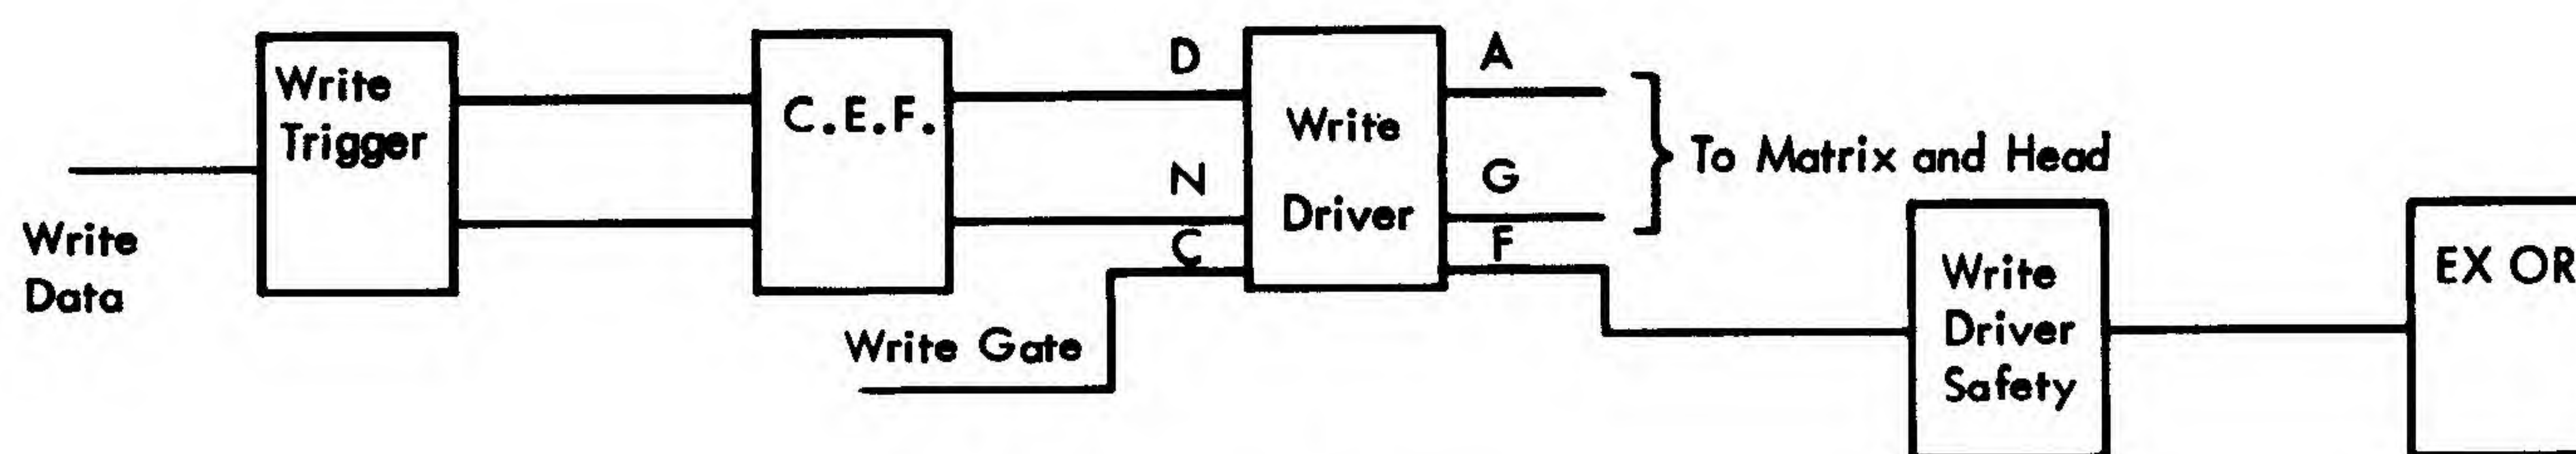 Write
Trigger
Write
Data
C.E.F.
D
N
C
Write Gate
Write
Driver
A
G
F
To Matrix and Head
Write
Driver
Safety
EX OR